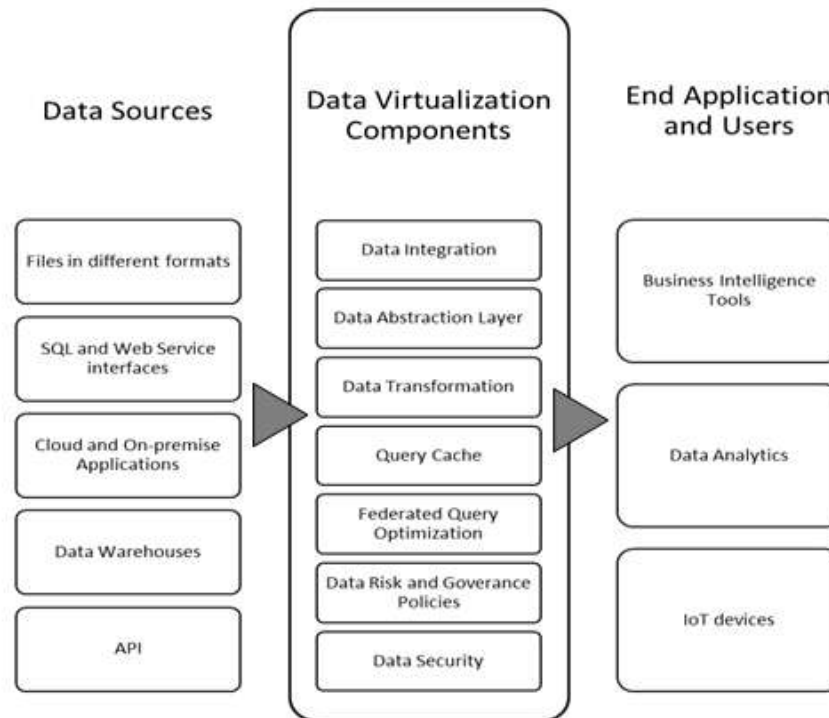 Data Sources
Files in different formats
SQL and Web Service
interfaces
Cloud and On-premise
Applications
Data Warehouses
API
Data Virtualization
Components
Data Integration
Data Abstraction Layer
Data Transformation
Query Cache
Federated Query
Optimization
Data Risk and Goverance
Policies
Data Security
End Application
and Users
Business Intelligence
Tools
Data Analytics
IoT devices